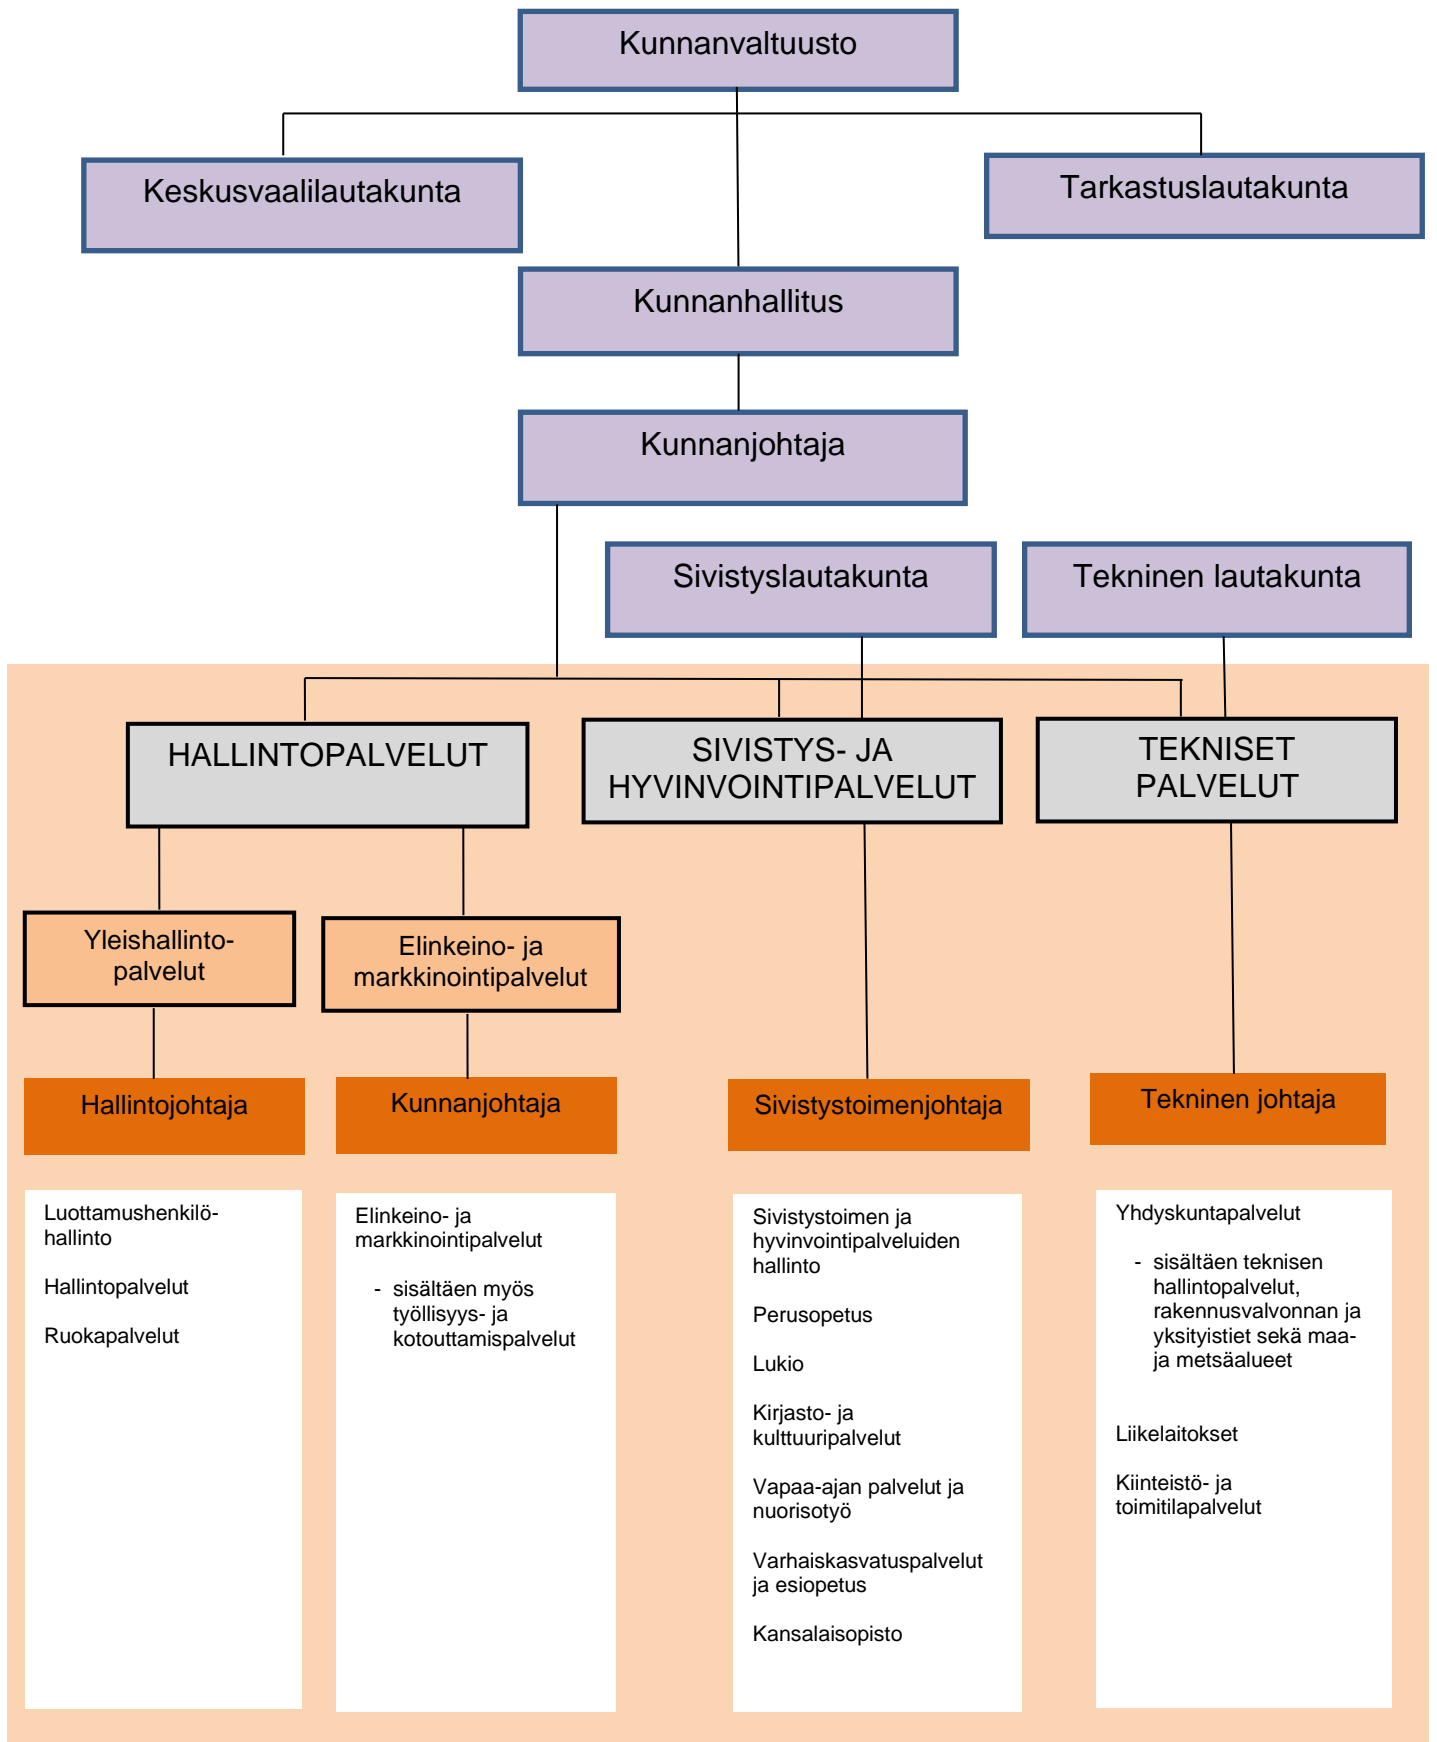 Kunnanvaltuusto
Keskusvaalilautakunta
Tarkastuslautakunta
Kunnanhallitus
Kunnanjohtaja
Sivistyslautakunta
Tekninen lautakunta
HALLINTOPALVELUT
SIVISTYS- JA
HYVINVOINTIPALVELUT
TEKNISET
PALVELUT
Yleishallinto-
palvelut
Elinkeino- ja
markkinointipalvelut
Hallintojohtaja
Kunnanjohtaja
Sivistystoimenjohtaja
Tekninen johtaja
Luottamushenkilö-
hallinto
Hallintopalvelut
Ruokapalvelut
Elinkeino- ja
markkinointipalvelut
- sisältäen myös
työllisyys- ja
kotouttamispalvelut
Sivistystoimen ja
hyvinvointipalveluiden
hallinto
Perusopetus
Lukio
Kirjasto- ja
kulttuuripalvelut
Vapaa-ajan palvelut ja
nuorisotyö
Varhaiskasvatuspalvelut
ja esiopetus
Kansalaisopisto
Yhdyskuntapalvelut
- sisältäen teknisen
hallintopalvelut,
rakennusvalvonnan ja
yksityistiet sekä maa-
ja metsäalueet
Liikelaitokset
Kiinteistö- ja
toimitilapalvelut